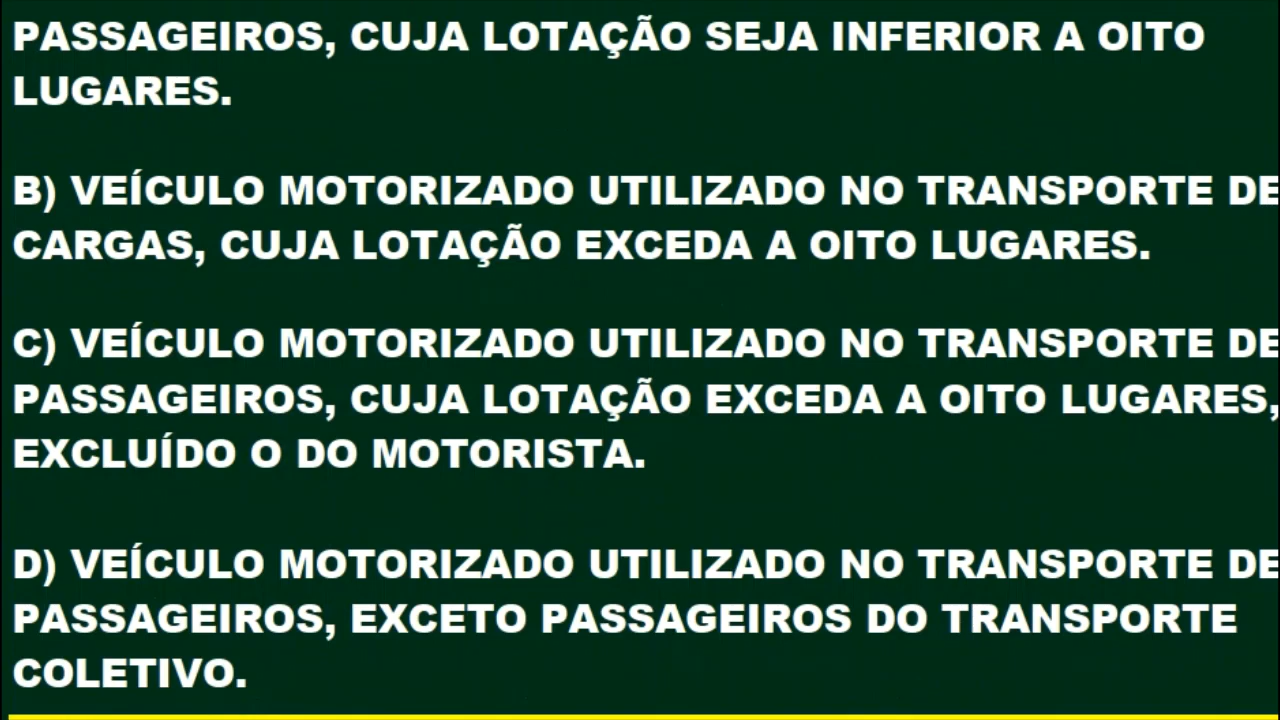 PASSAGEIROS, CUJA LOTAÇÃO SEJA INFERIOR A OITO
LUGARES.
B) VEÍCULO MOTORIZADO UTILIZADO NO TRANSPORTE DE
CARGAS, CUJA LOTAÇÃO EXCEDA A OITO LUGARES.
C) VEÍCULO MOTORIZADO UTILIZADO NO TRANSPORTE DE
PASSAGEIROS, CUJA LOTAÇÃO EXCEDA A OITO LUGARES,
EXCLUÍDO O DO MOTORISTA.
D) VEÍCULO MOTORIZADO UTILIZADO NO TRANSPORTE DE
PASSAGEIROS, EXCETO PASSAGEIROS DO TRANSPORTE
COLETIVO.